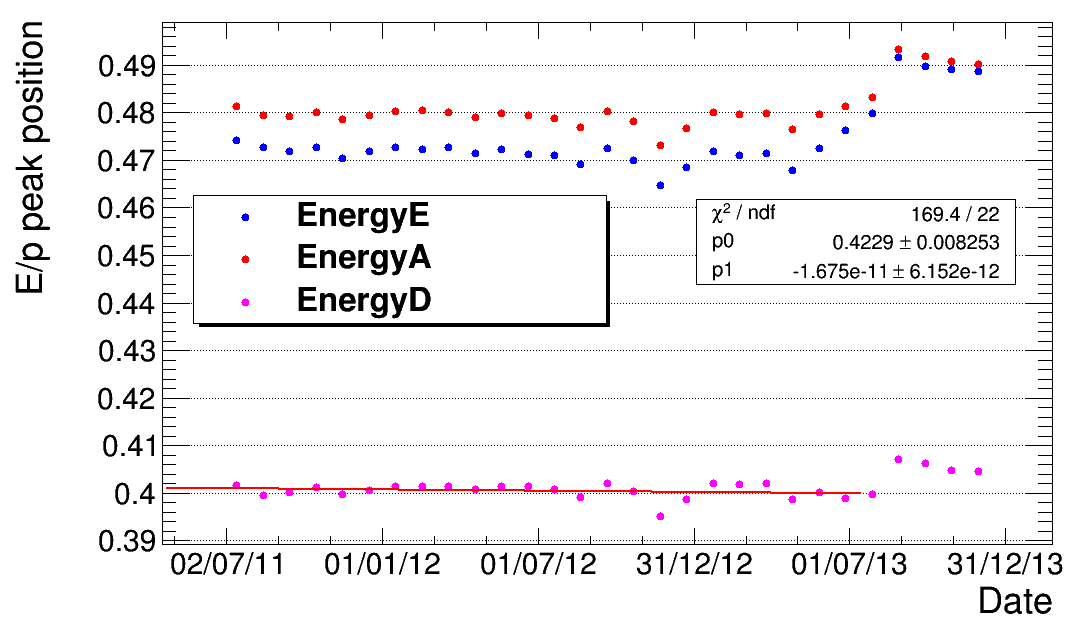 E/p peak position
0.49
0.48
0.47
0.46
0.45
0.44
0.43
0.42
0.41
0.4
0.39
EnergyE
EnergyA
EnergyD
χ² / ndf 169.4 / 22
p0 0.4229 ± 0.008253
p1 -1.675e-11 ± 6.152e-12
02/07/11 01/01/12 01/07/12 31/12/12 01/07/13 31/12/13
Date